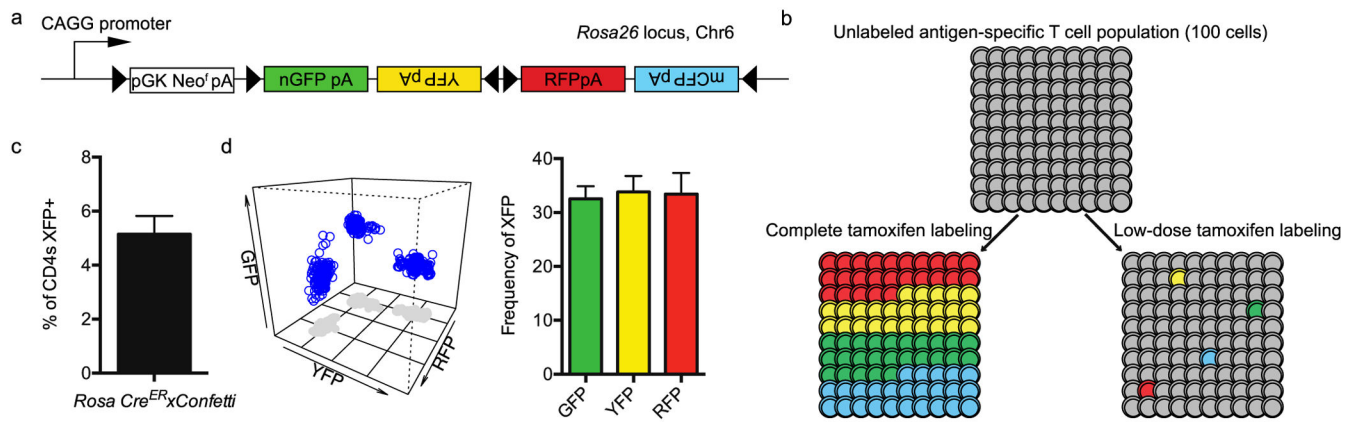 a
CAGG promoter
Rosa26 locus, Chr6
pGK Neoʳ pA
nGFP pA
YFP pA
RFPpA
mCFP pA
b
Unlabeled antigen-specific T cell population (100 cells)
Complete tamoxifen labeling
Low-dose tamoxifen labeling
c
% of CD4s XFP+
8
6
4
2
0
Rosa Creᴱᴿ xConfetti
d
GFP
YFP
RFP
Frequency of XFP
40
30
20
10
0
GFP
YFP
RFP